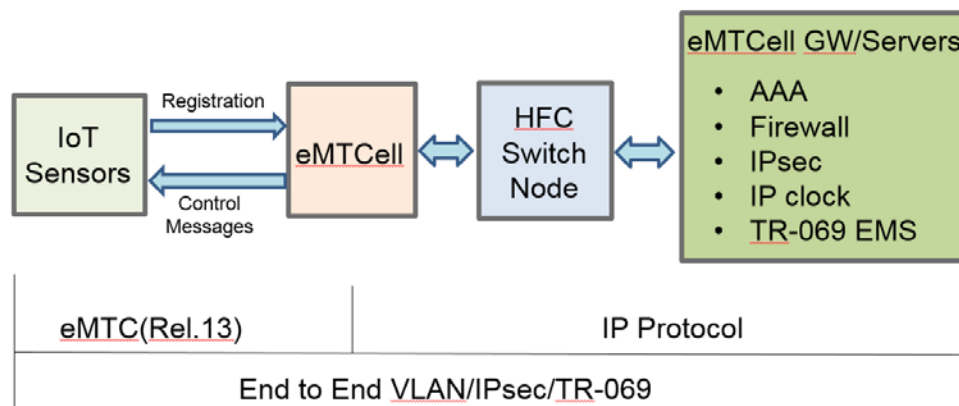 IoT
Sensors
Registration
Control
Messages
eMTCell
HFC
Switch
Node
eMTCell GW/Servers
• AAA
• Firewall
• IPsec
• IP clock
• TR-069 EMS
eMTC(Rel.13)
IP Protocol
End to End VLAN/IPsec/TR-069